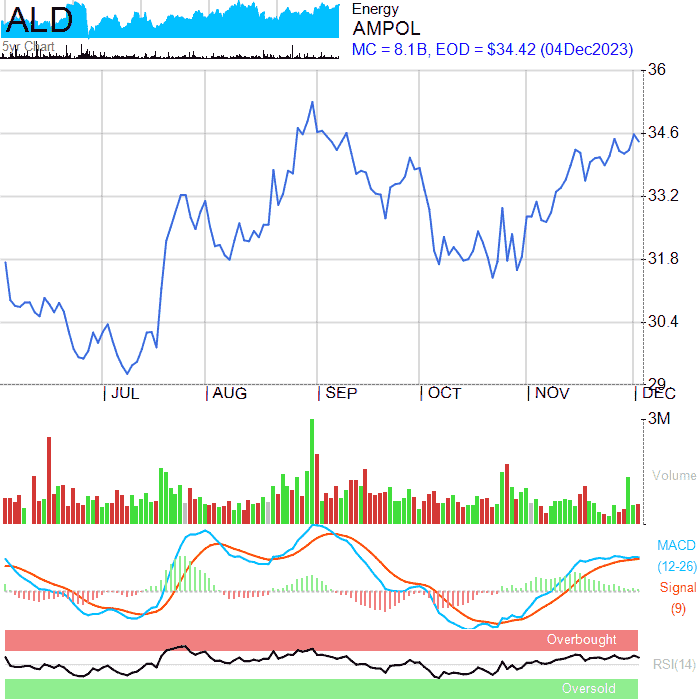 ALD
5yr Chart
Energy
AMPOL
MC = 8.1B, EOD = $34.42 (04Dec2023)
36
34.6
33.2
31.8
30.4
29
JUL AUG SEP OCT NOV DEC
3M
Volume
MACD
(12-26)
Signal
(9)
Overbought
RSI(14)
Oversold